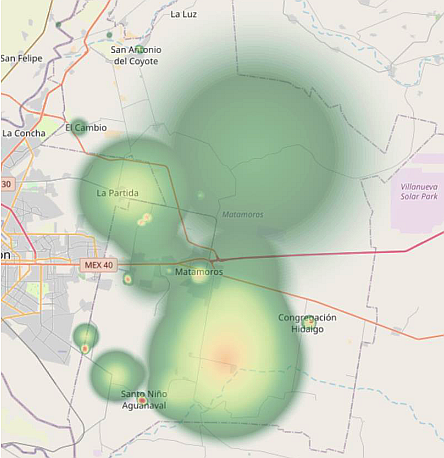 La Luz
San Antonio
del Coyote
San Felipe
El Cambio
La Concha
30
La Partida
Villanueva
Solar Park
Matamoros
on
MEX 40
Matamoros
Congregación
Hidalgo
Santo Niño
Aguanaval